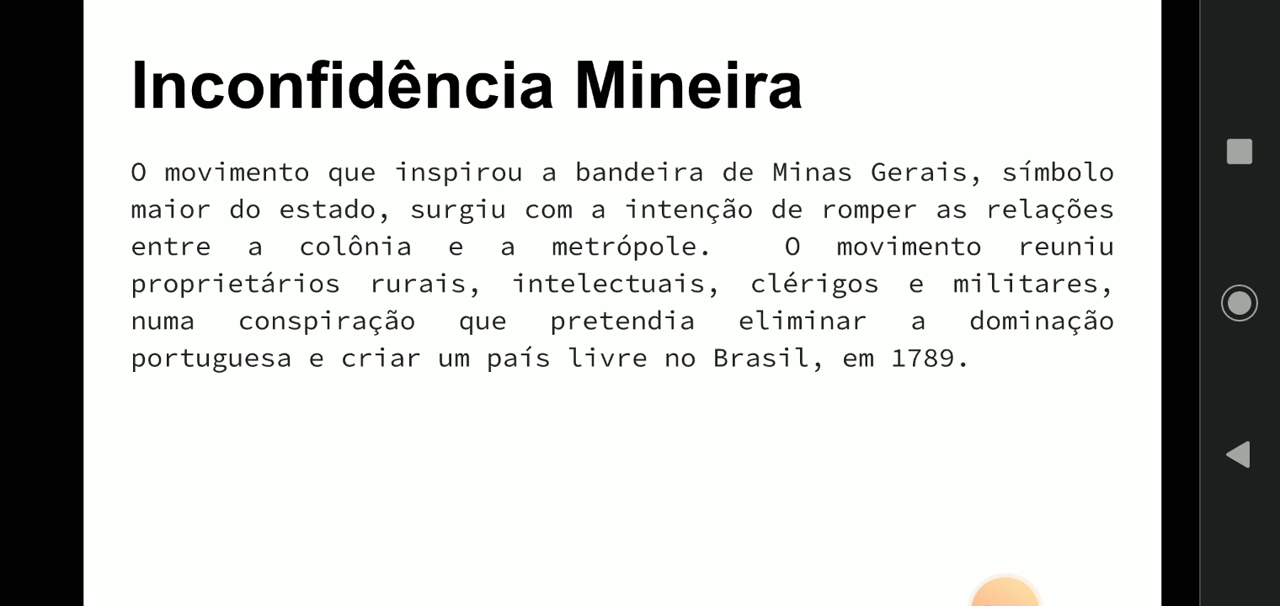 Inconfidência Mineira
O movimento que inspirou a bandeira de Minas Gerais, símbolo
maior do estado, surgiu com a intenção de romper as relações
entre a colônia e a metrópole. O movimento reuniu
proprietários rurais, intelectuais, clérigos e militares,
numa conspiração que pretendia eliminar a dominação
portuguesa e criar um país livre no Brasil, em 1789.